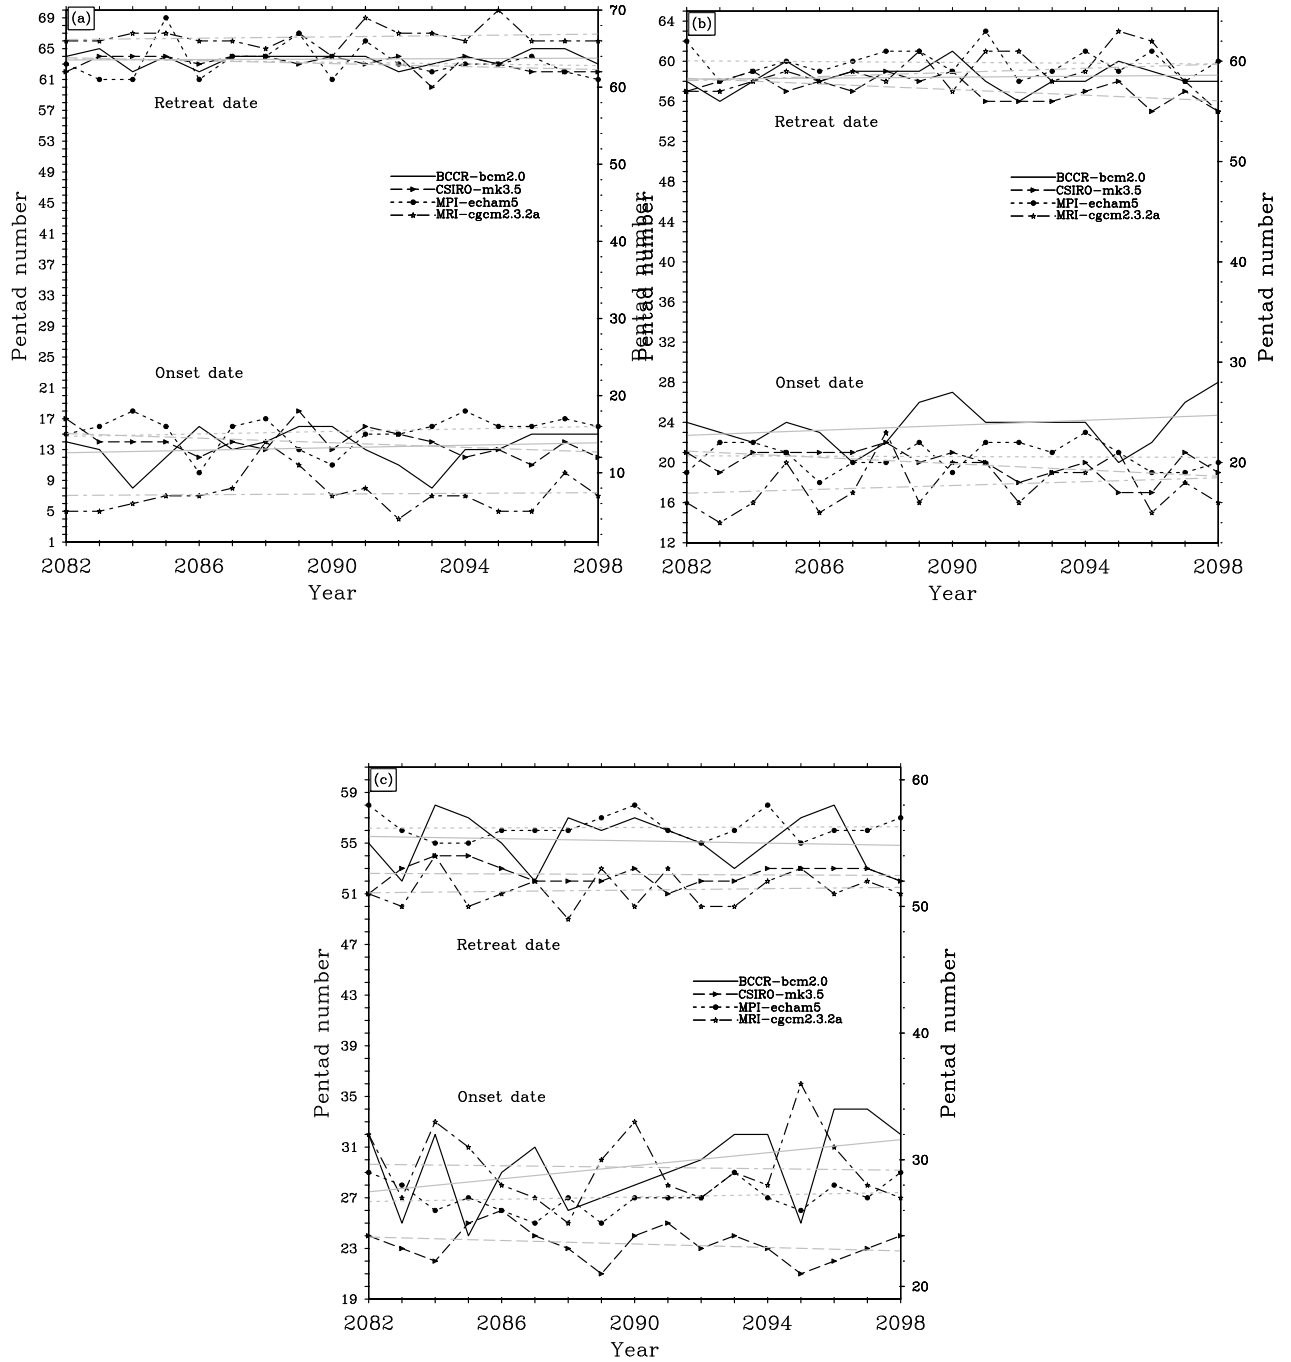 (a)
69
65
61
57
53
49
45
41
37
33
29
25
21
17
13
9
5
1
70
60
50
40
30
20
10
Retreat date
BCCR-bcm2.0
CSIRO-mk3.5
MPI-echam5
MRI-cgcm2.3.2a
Onset date
Pentad number
Pentad number
2082 2086 2090 2094 2098
Year
(b)
64
60
56
52
48
44
40
36
32
28
24
20
16
12
60
50
40
30
20
Retreat date
BCCR-bcm2.0
CSIRO-mk3.5
MPI-echam5
MRI-cgcm2.3.2a
Onset date
Pentad number
Pentad number
2082 2086 2090 2094 2098
Year
(c)
59
55
51
47
43
39
35
31
27
23
19
60
50
40
30
20
Retreat date
BCCR-bcm2.0
CSIRO-mk3.5
MPI-echam5
MRI-cgcm2.3.2a
Onset date
Pentad number
Pentad number
2082 2086 2090 2094 2098
Year